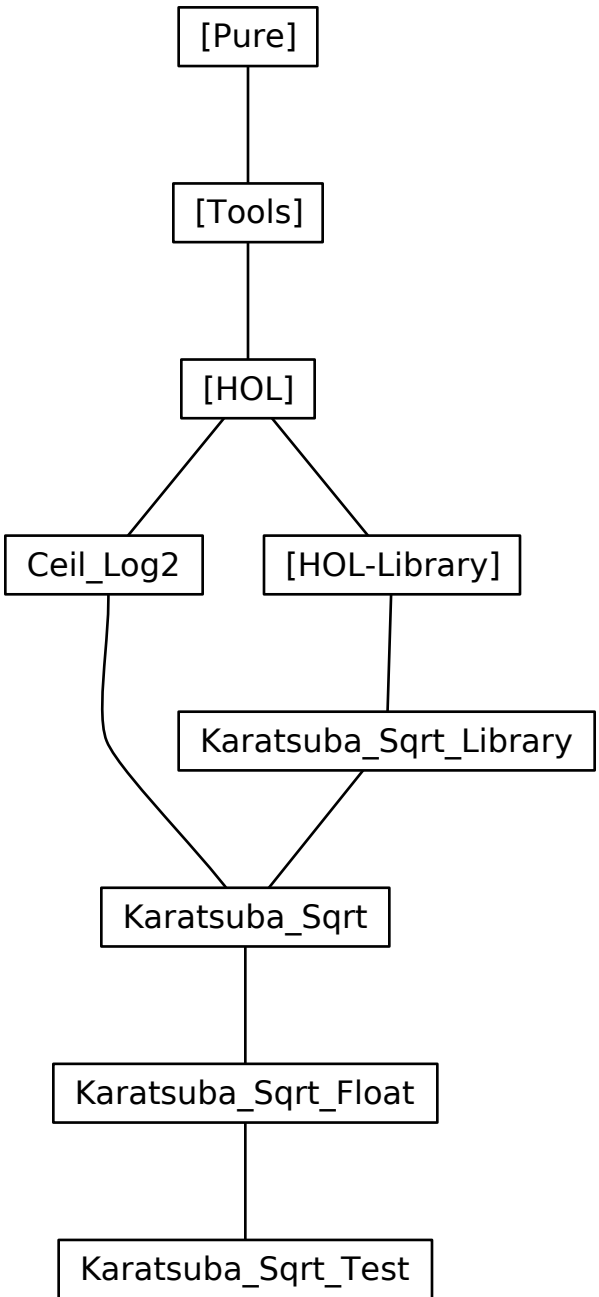 [Pure]
[Tools]
[HOL]
Ceil_Log2
[HOL-Library]
Karatsuba_Sqrt_Library
Karatsuba_Sqrt
Karatsuba_Sqrt_Float
Karatsuba_Sqrt_Test